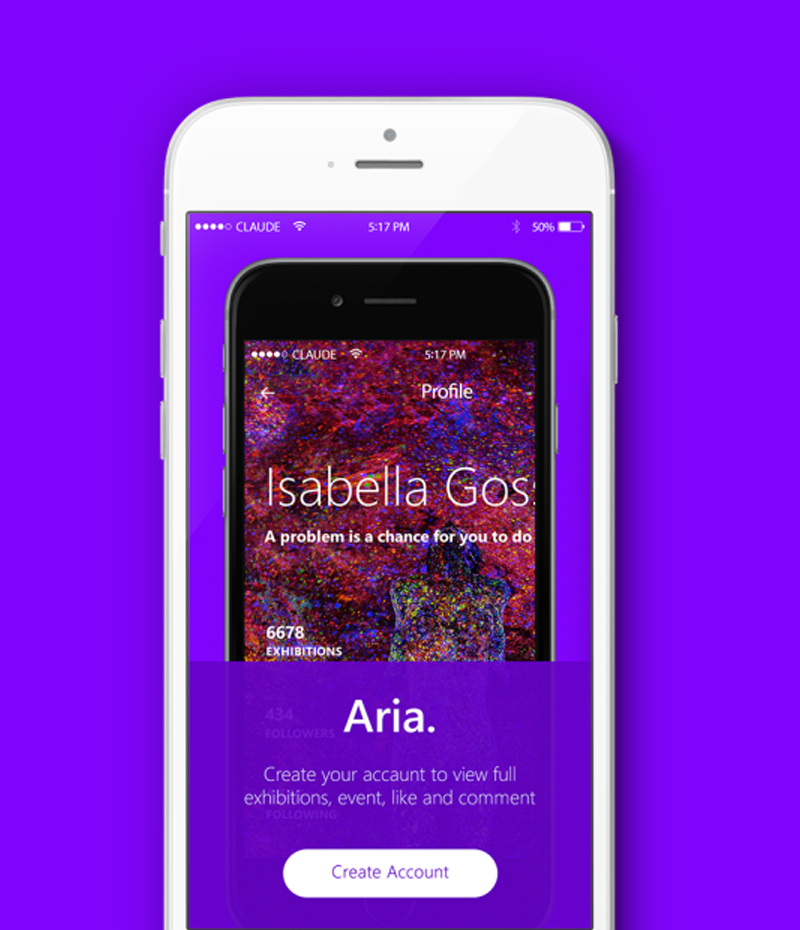 CLAUDE 5:17 PM 50%
CLAUDE 5:17 PM
Profile
Isabella Gos
A problem is a chance for you to do
6678
EXHIBITIONS
434
FOLLOWERS
Aria.
Create your accaunt to view full
exhibitions, event, like and comment
FOLLOWING
Create Account